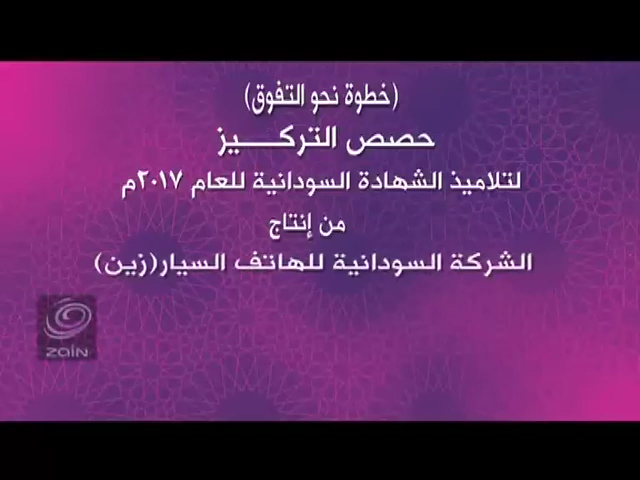 (خطوة نحو التفوق)
حصص التركـــيز
لتلاميذ الشهادة السودانية للعام ٢٠١٧م
من إنتاج
الشركة السودانية للهاتف السيار(زين)
zain